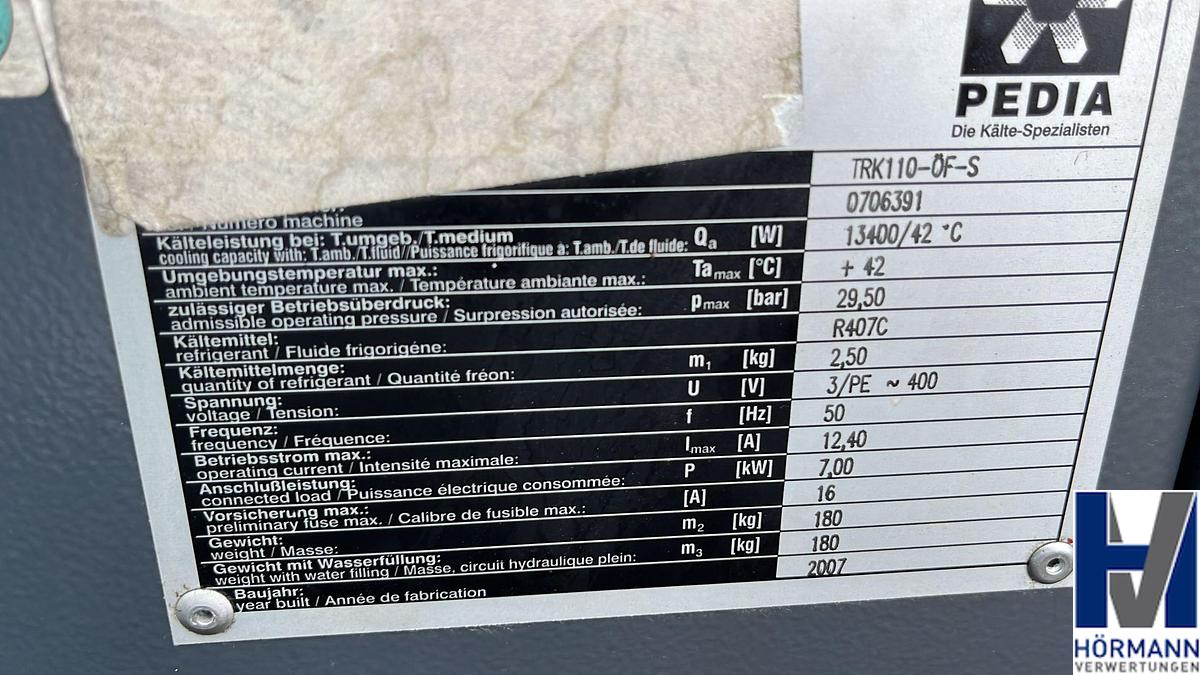 PEDIA
Die Kälte-Spezialisten
TRK110-ÖF-S
Numero machine 0706391
Kälteleistung bei: T.umgeb./T.medium
cooling capacity with: T.amb./T.fluid//Puissance frigorifique à: T.amb./T.de fluide: Qa [W] 13400/42 °C
Umgebungstemperatur max.:
ambient temperature max. / Température ambiante max.: Ta max [°C] + 42
zulässiger Betriebsüberdruck:
admissible operating pressure / Surpression autorisée: pmax [bar] 29,50
Kältemittel:
refrigerant / Fluide frigorigéne: R407C
Kältemittelmenge:
quantity of refrigerant / Quantité fréon: m1 [kg] 2,50
Spannung:
voltage / Tension: U [V] 3/PE ~ 400
Frequenz:
frequency / Fréquence: f [Hz] 50
Betriebsstrom max.:
operating current / Intensité maximale: Imax [A] 12,40
Anschlußleistung:
connected load / Puissance électrique consommée: P [kW] 7,00
Vorsicherung max.:
preliminary fuse max. / Calibre de fusible max.: [A] 16
Gewicht:
weight / Masse: m2 [kg] 180
Gewicht mit Wasserfüllung:
weight with water filling / Masse, circuit hydraulique plein: m3 [kg] 180
Baujahr:
year built / Année de fabrication 2007
HÖRMANN
VERWERTUNGEN